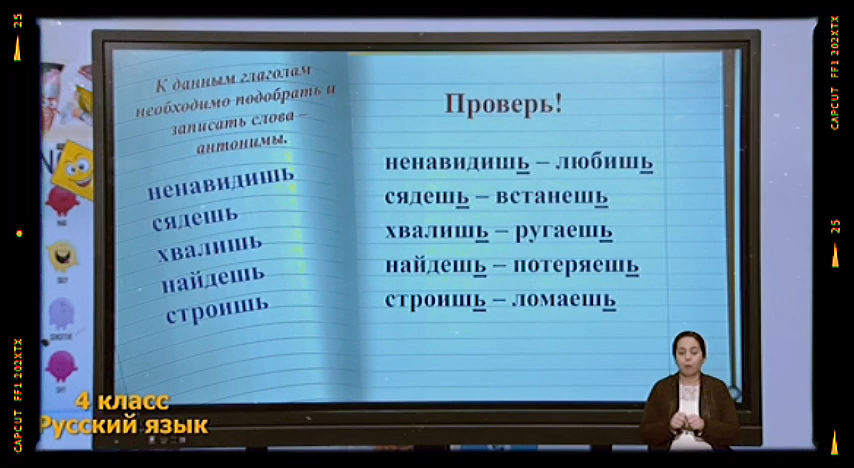 25
CAPCUT FF1 202XTX
К данным глаголам
необходимо подобрать и
записать слова –
антонимы.
ненавидишь
сядешь
хвалишь
найдешь
строишь
Проверь!
ненавидишь – любишь
сядешь – встанешь
хвалишь – ругаешь
найдешь – потеряешь
строишь – ломаешь
4 класс
Русский язык
CAPCUT FF1 202XTX
25